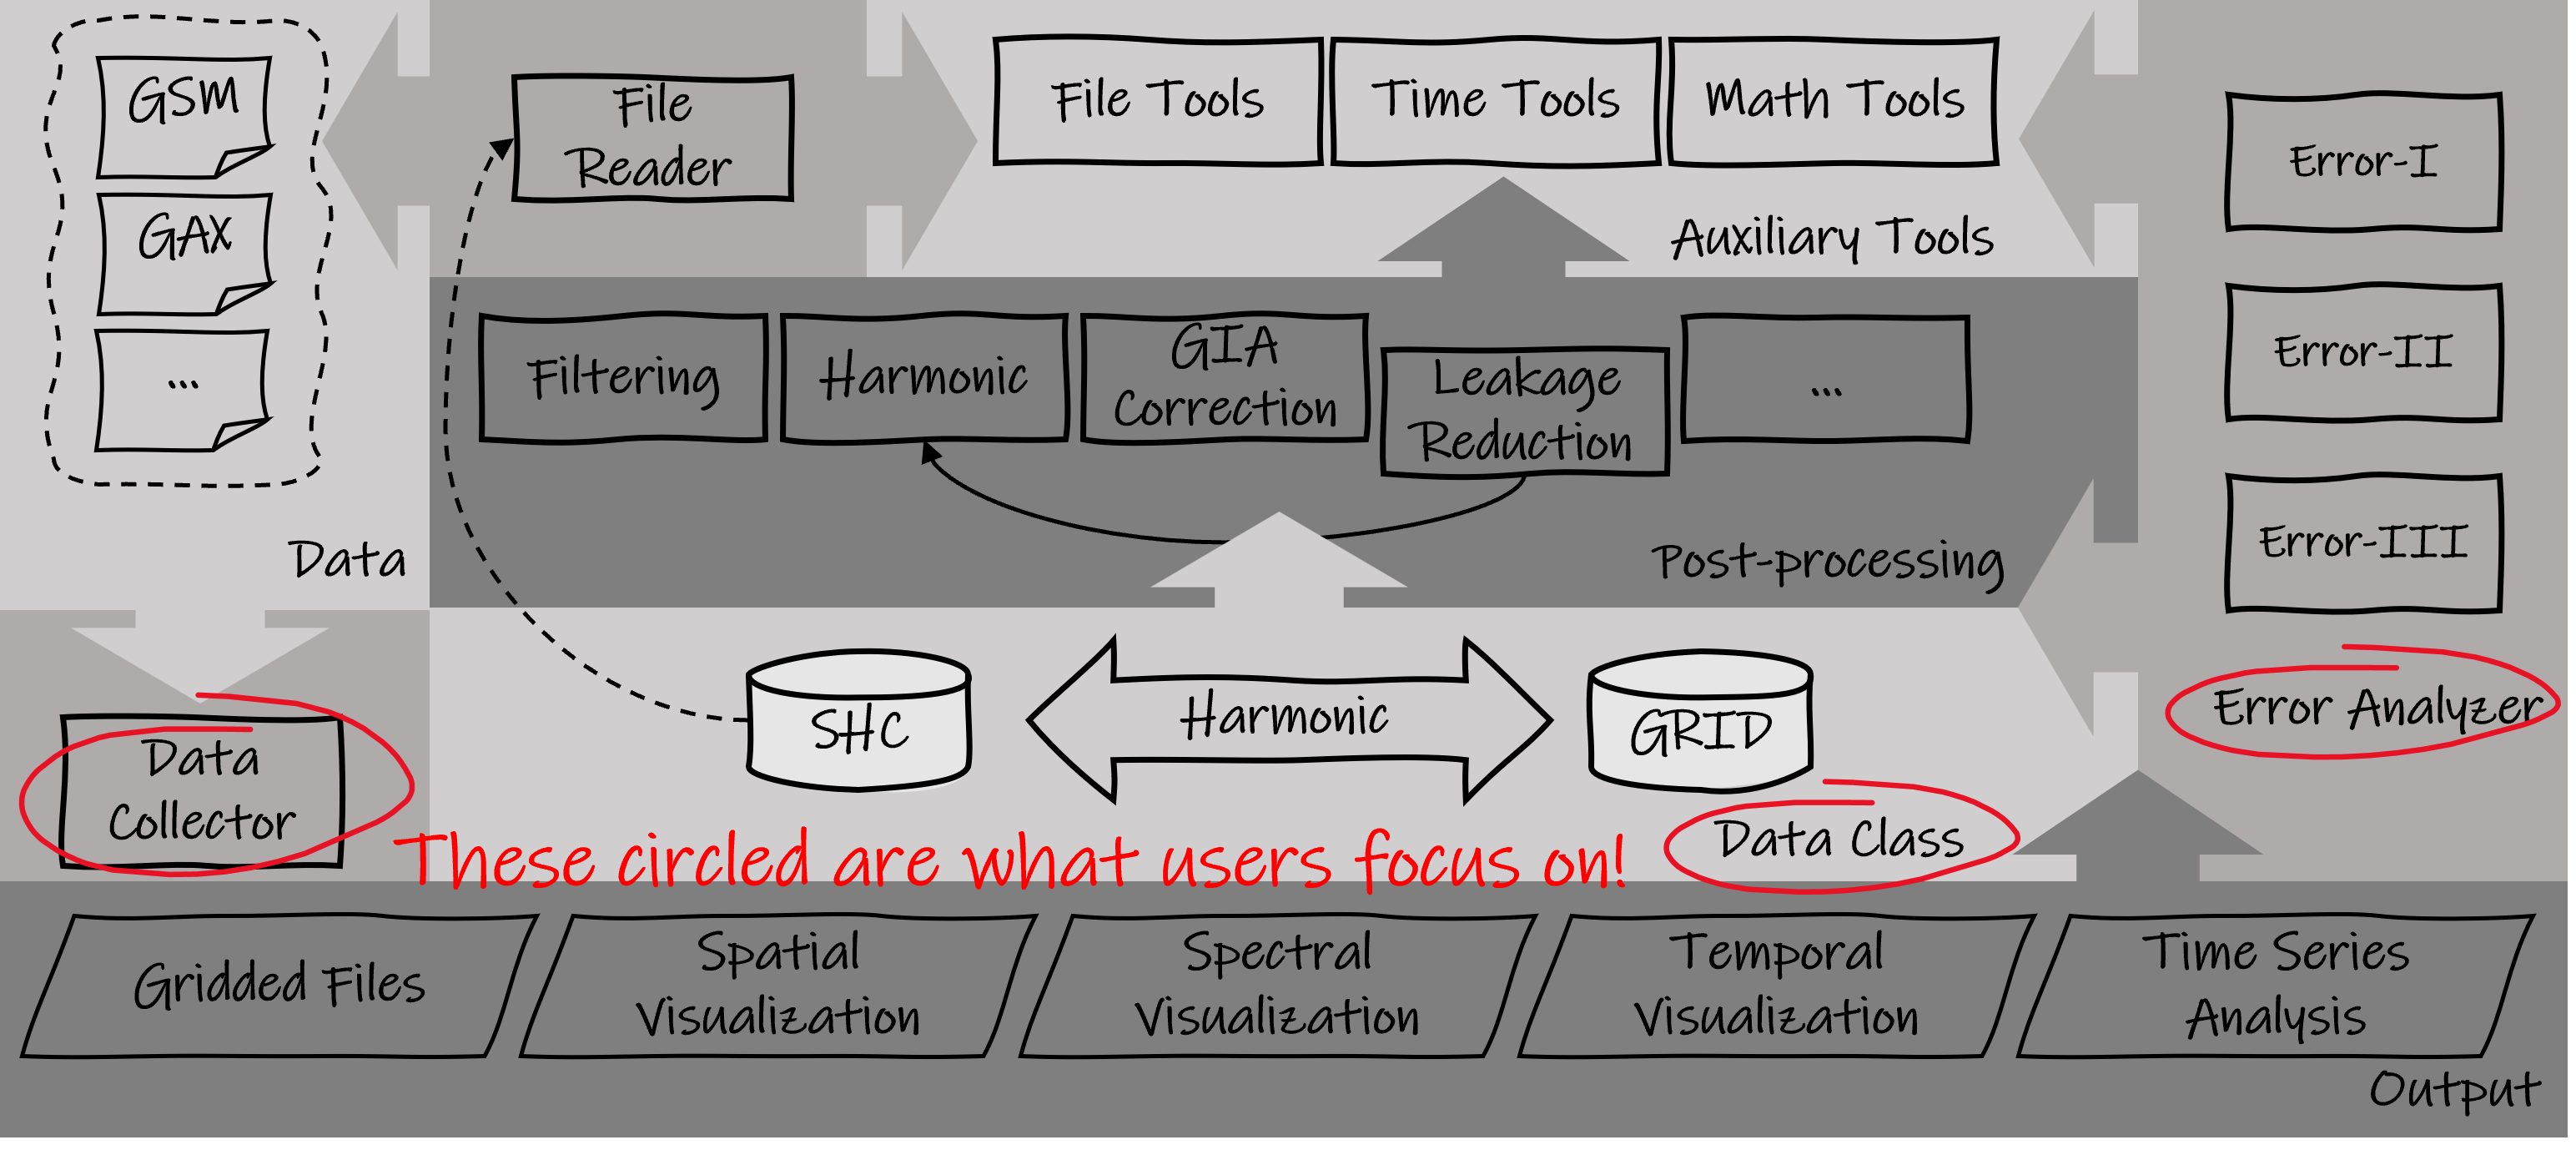 GSM
GAX
...
Data
File
Reader
File Tools
Time Tools
Math Tools
Auxiliary Tools
Error-I
Error-II
Error-III
Error Analyzer
Filtering
Harmonic
GIA
Correction
Leakage
Reduction
...
Post-processing
Data
Collector
SHC
Harmonic
GRID
Data Class
These circled are what users focus on!
Gridded Files
Spatial
Visualization
Spectral
Visualization
Temporal
Visualization
Time Series
Analysis
Output